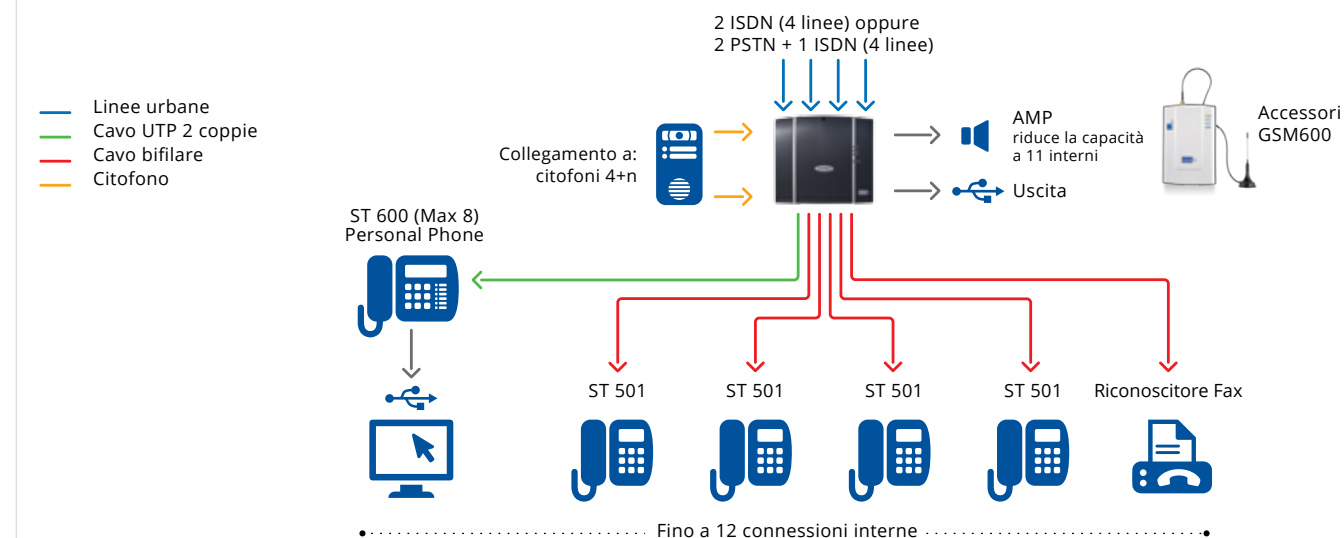 2 ISDN (4 linee) oppure
2 PSTN + 1 ISDN (4 linee)
Linee urbane
Cavo UTP 2 coppie
Cavo bifilare
Citofono
Collegamento a:
citofoni 4+n
AMP
riduce la capacità
a 11 interni
Uscita
Accessori
GSM600
ST 600 (Max 8)
Personal Phone
ST 501
ST 501
ST 501
ST 501
Riconoscitore Fax
Fino a 12 connessioni interne